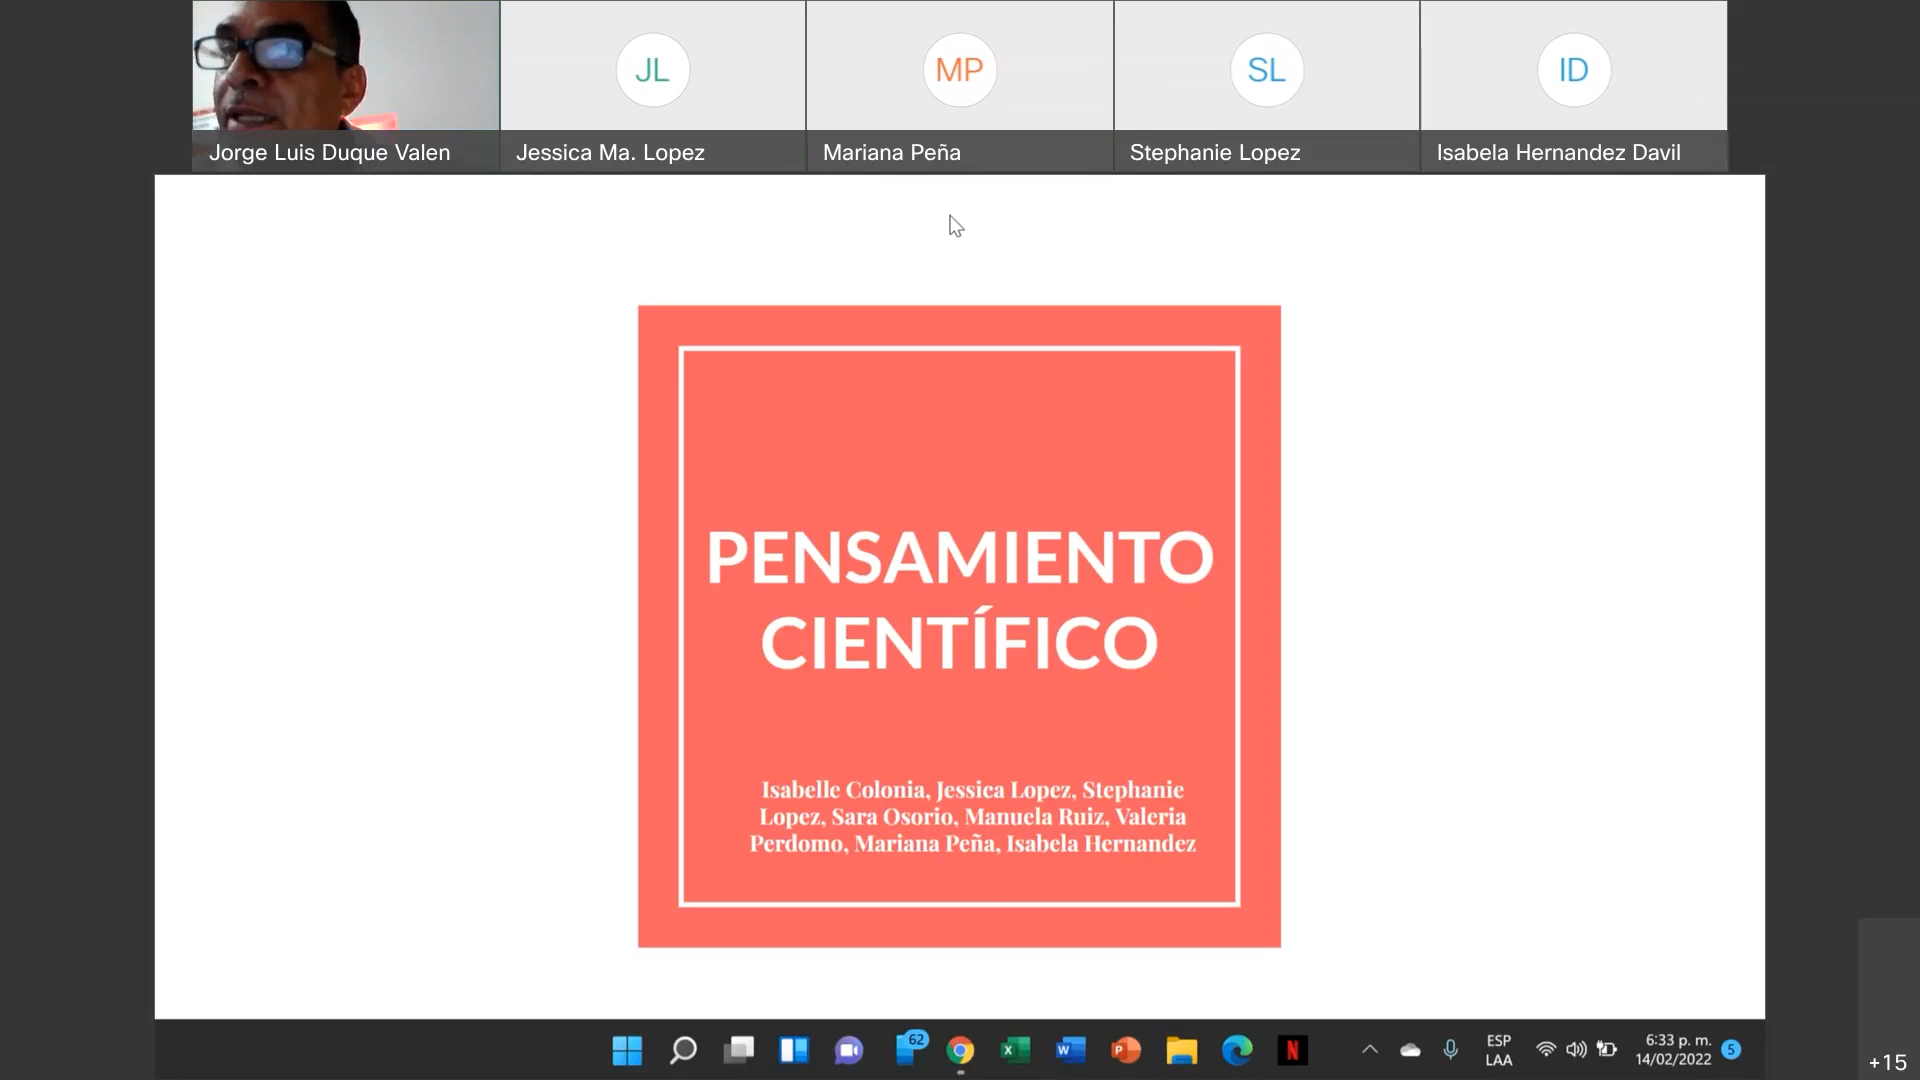 JL
MP
SL
ID
Jorge Luis Duque Valen
Jessica Ma. Lopez
Mariana Peña
Stephanie Lopez
Isabela Hernandez Davil
PENSAMIENTO
CIENTÍFICO
Isabelle Colonia, Jessica Lopez, Stephanie
Lopez, Sara Osorio, Manuela Ruiz, Valeria
Perdomo, Mariana Peña, Isabela Hernandez
62
X
W
P
N
ESP
LAA
6:33 p. m.
14/02/2022
5
+15